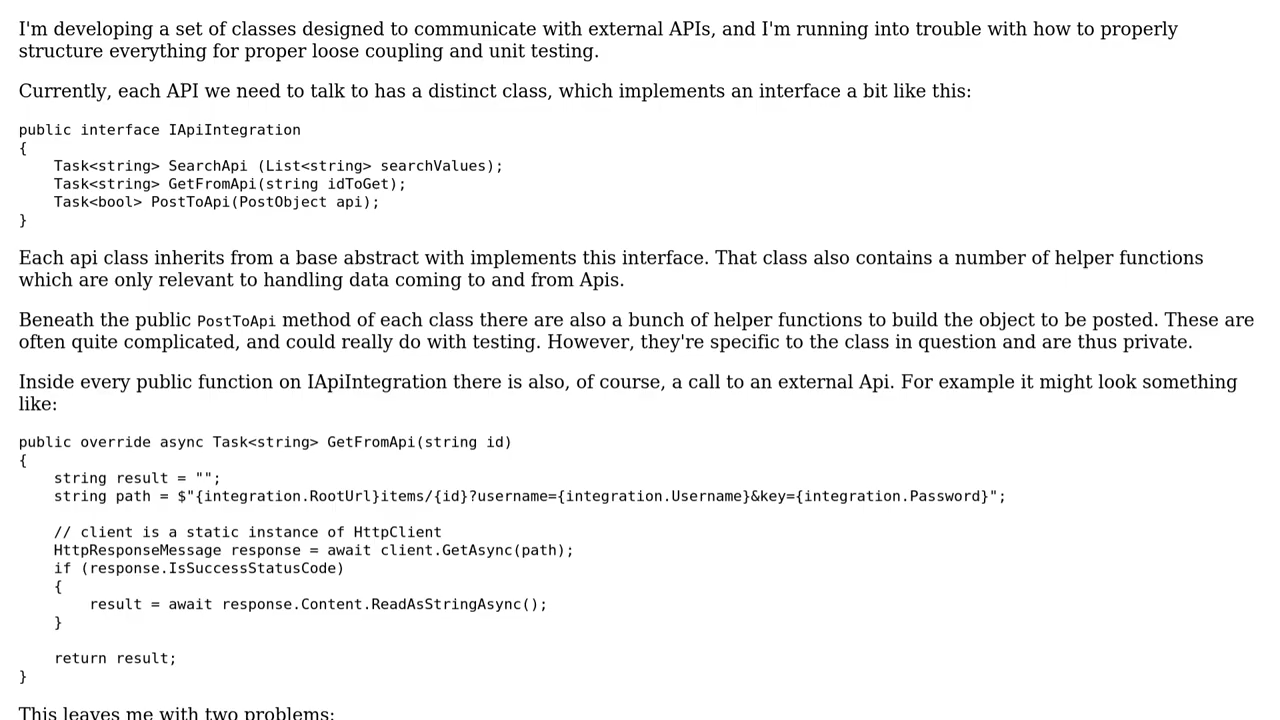 I'm developing a set of classes designed to communicate with external APIs, and I'm running into trouble with how to properly
structure everything for proper loose coupling and unit testing.
Currently, each API we need to talk to has a distinct class, which implements an interface a bit like this:
public interface IApiIntegration
{
    Task<string> SearchApi (List<string> searchValues);
    Task<string> GetFromApi(string idToGet);
    Task<bool> PostToApi(PostObject api);
}
Each api class inherits from a base abstract with implements this interface. That class also contains a number of helper functions
which are only relevant to handling data coming to and from Apis.
Beneath the public PostToApi method of each class there are also a bunch of helper functions to build the object to be posted. These are
often quite complicated, and could really do with testing. However, they're specific to the class in question and are thus private.
Inside every public function on IApiIntegration there is also, of course, a call to an external Api. For example it might look something
like:
public override async Task<string> GetFromApi(string id)
{
    string result = "";
    string path = $"{integration.RootUrl}items/{id}?username={integration.Username}&key={integration.Password}";
    // client is a static instance of HttpClient
    HttpResponseMessage response = await client.GetAsync(path);
    if (response.IsSuccessStatusCode)
    {
        result = await response.Content.ReadAsStringAsync();
    }
    return result;
}
This leaves me with two problems: